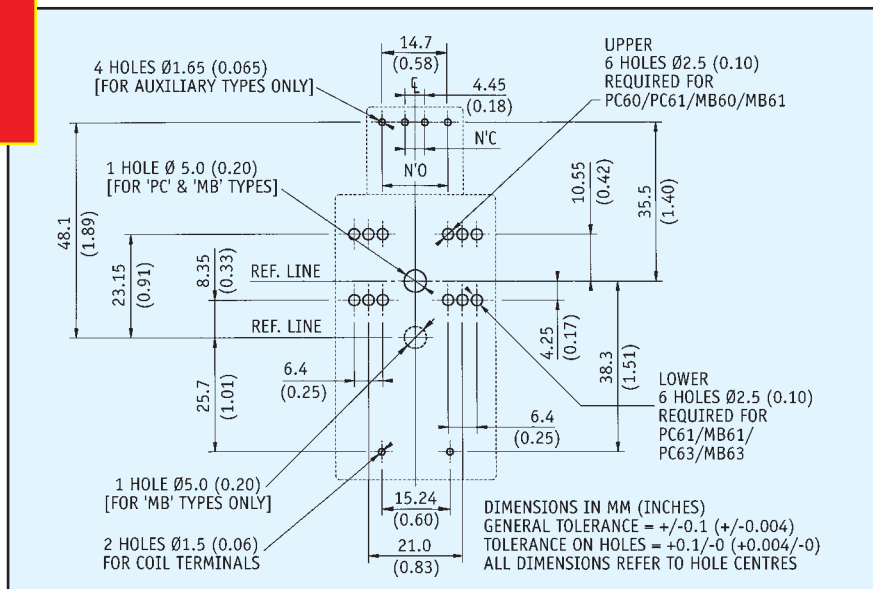 14.7
(0.58)
UPPER
6 HOLES Ø2.5 (0.10)
REQUIRED FOR
PC60/PC61/MB60/MB61
4 HOLES Ø1.65 (0.065)
[FOR AUXILIARY TYPES ONLY]
℄
4.45
(0.18)
N'C
N'O
1 HOLE Ø 5.0 (0.20)
[FOR 'PC' & 'MB' TYPES]
10.55
(0.42)
35.5
(1.40)
48.1
(1.89)
23.15
(0.91)
8.35
(0.33)
REF. LINE
REF. LINE
4.25
(0.17)
38.3
(1.51)
25.7
(1.01)
6.4
(0.25)
6.4
(0.25)
LOWER
6 HOLES Ø2.5 (0.10)
REQUIRED FOR
PC61/MB61/
PC63/MB63
1 HOLE Ø5.0 (0.20)
[FOR 'MB' TYPES ONLY]
15.24
(0.60)
2 HOLES Ø1.5 (0.06)
FOR COIL TERMINALS
21.0
(0.83)
DIMENSIONS IN MM (INCHES)
GENERAL TOLERANCE = +/-0.1 (+/-0.004)
TOLERANCE ON HOLES = +0.1/-0 (+0.004/-0)
ALL DIMENSIONS REFER TO HOLE CENTRES